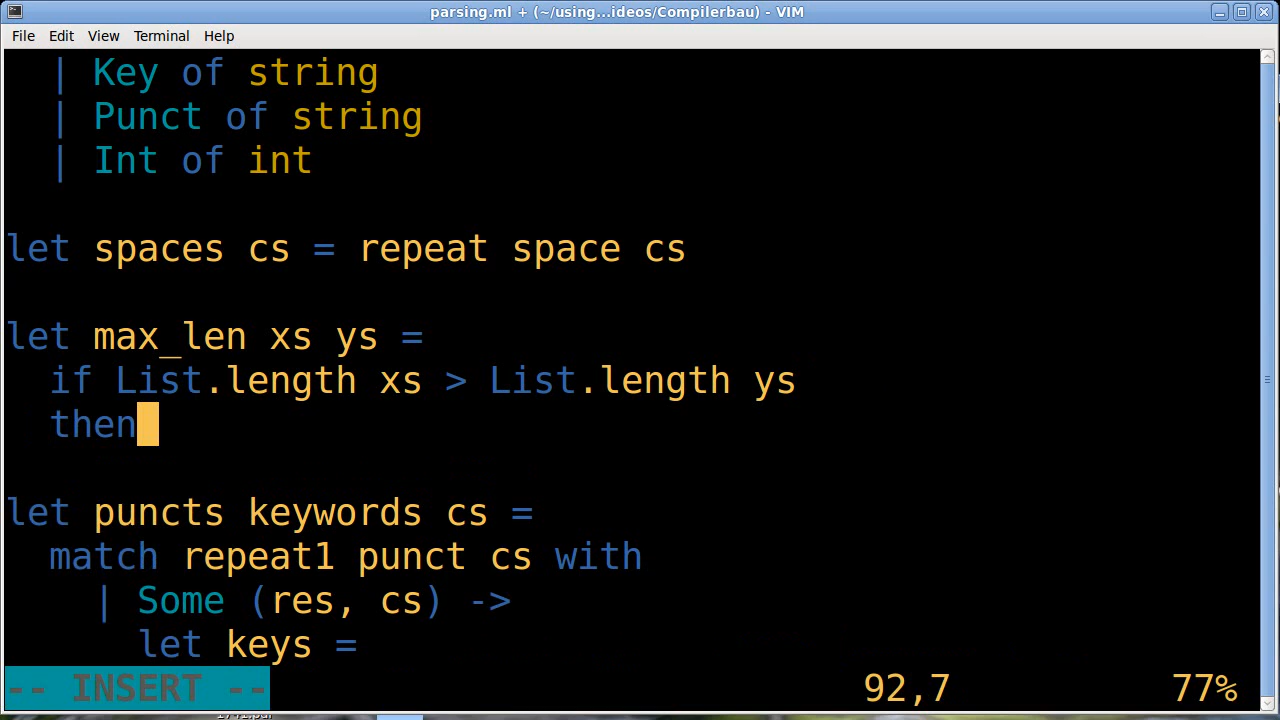 parsing.ml + (~/using...ideos/Compilerbau) - VIM
File Edit View Terminal Help
| Key of string
| Punct of string
| Int of int
let spaces cs = repeat space cs
let max_len xs ys =
if List.length xs > List.length ys
then
let puncts keywords cs =
match repeat1 punct cs with
| Some (res, cs) ->
let keys =
-- INSERT -- 92,7 77%